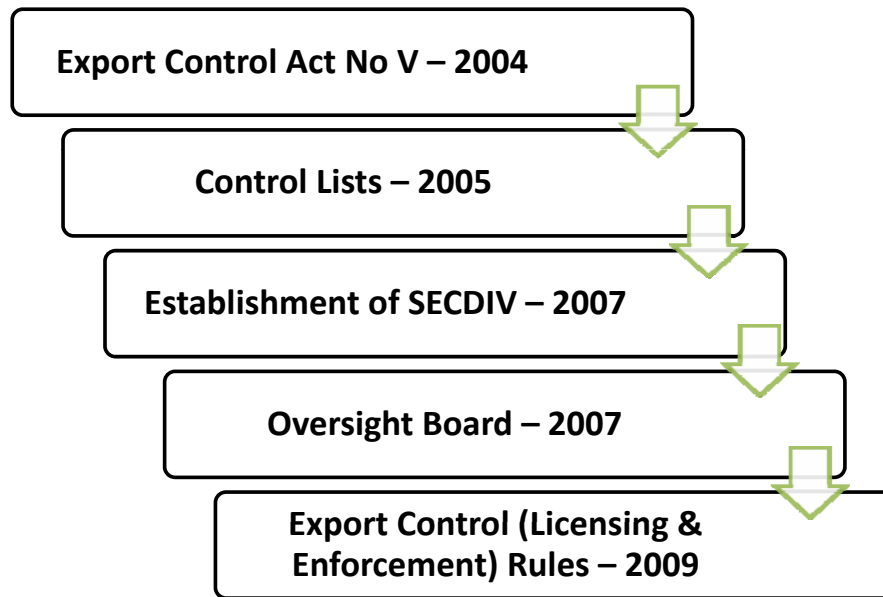 Export Control Act No V – 2004
Control Lists – 2005
Establishment of SECDIV – 2007
Oversight Board – 2007
Export Control (Licensing &
Enforcement) Rules – 2009